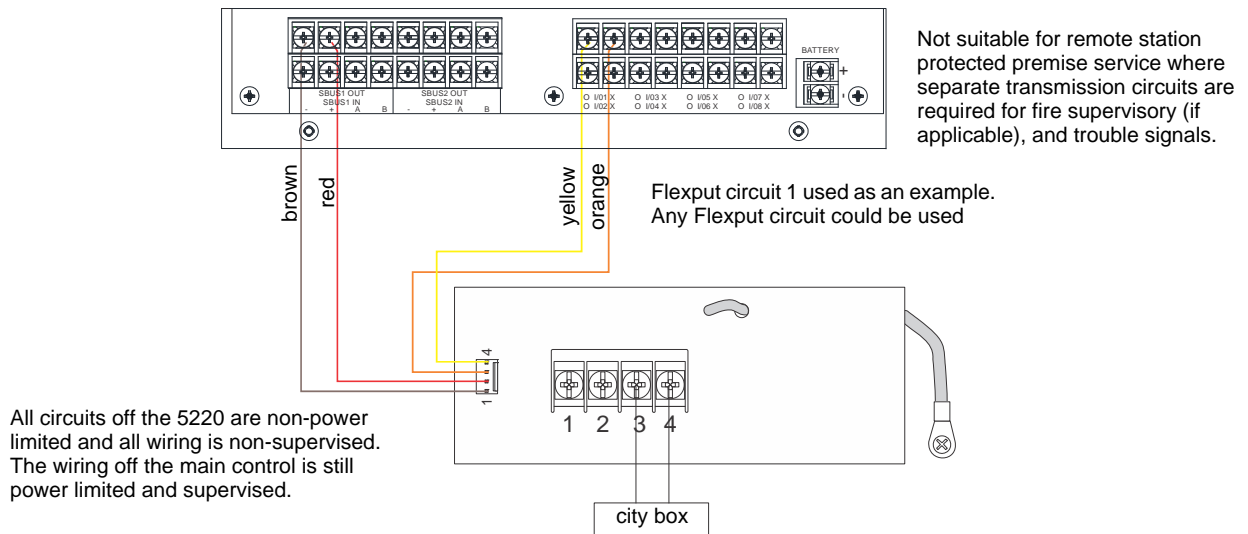 SBUS1 OUT
SBUS1 IN
- + A B
SBUS2 OUT
SBUS2 IN
- + A B
O I/01 X O I/03 X O I/05 X O I/07 X
O I/02 X O I/04 X O I/06 X O I/08 X
BATTERY
+
-
Not suitable for remote station
protected premise service where
separate transmission circuits are
required for fire supervisory (if
applicable), and trouble signals.
brown
red
yellow
orange
Flexput circuit 1 used as an example.
Any Flexput circuit could be used
4
1
1 2 3 4
All circuits off the 5220 are non-power
limited and all wiring is non-supervised.
The wiring off the main control is still
power limited and supervised.
city box